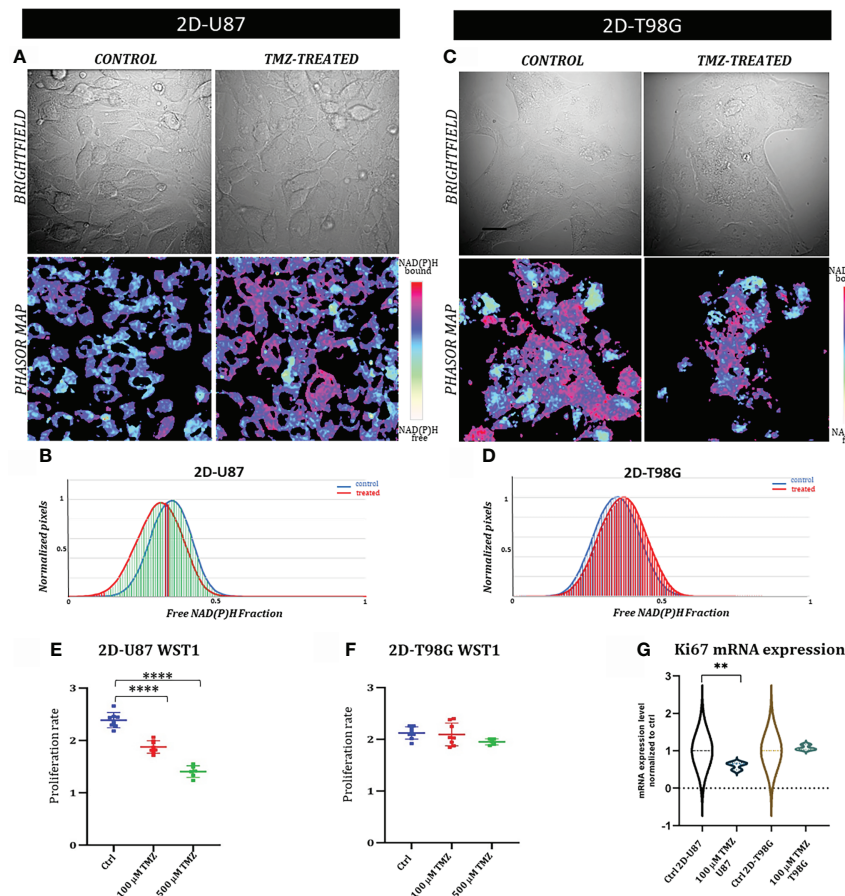 2D-U87
2D-T98G
A
CONTROL
TMZ-TREATED
C
CONTROL
TMZ-TREATED
BRIGHTFIELD
BRIGHTFIELD
PHASOR MAP
NAD(P)H
bound
NAD(P)H
free
PHASOR MAP
B
2D-U87
control
treated
Normalized pixels
1
0.5
0
0.5
1
Free NAD(P)H Fraction
D
2D-T98G
control
treated
Normalized pixels
1
0.5
0
0.5
1
Free NAD(P)H Fraction
E
2D-U87 WST1
****
****
Proliferation rate
3
2
1
0
Ctrl
100 µM TMZ
500 µM TMZ
F
2D-T98G WST1
Proliferation rate
3
2
1
0
Ctrl
100 µM TMZ
500 µM TMZ
G
Ki67 mRNA expression
**
mRNA expression level
normalized to ctrl
3
2
1
0
-1
Ctrl 2D-U87
100 µM TMZ
U87
Ctrl 2D-T98G
100 µM TMZ
T98G